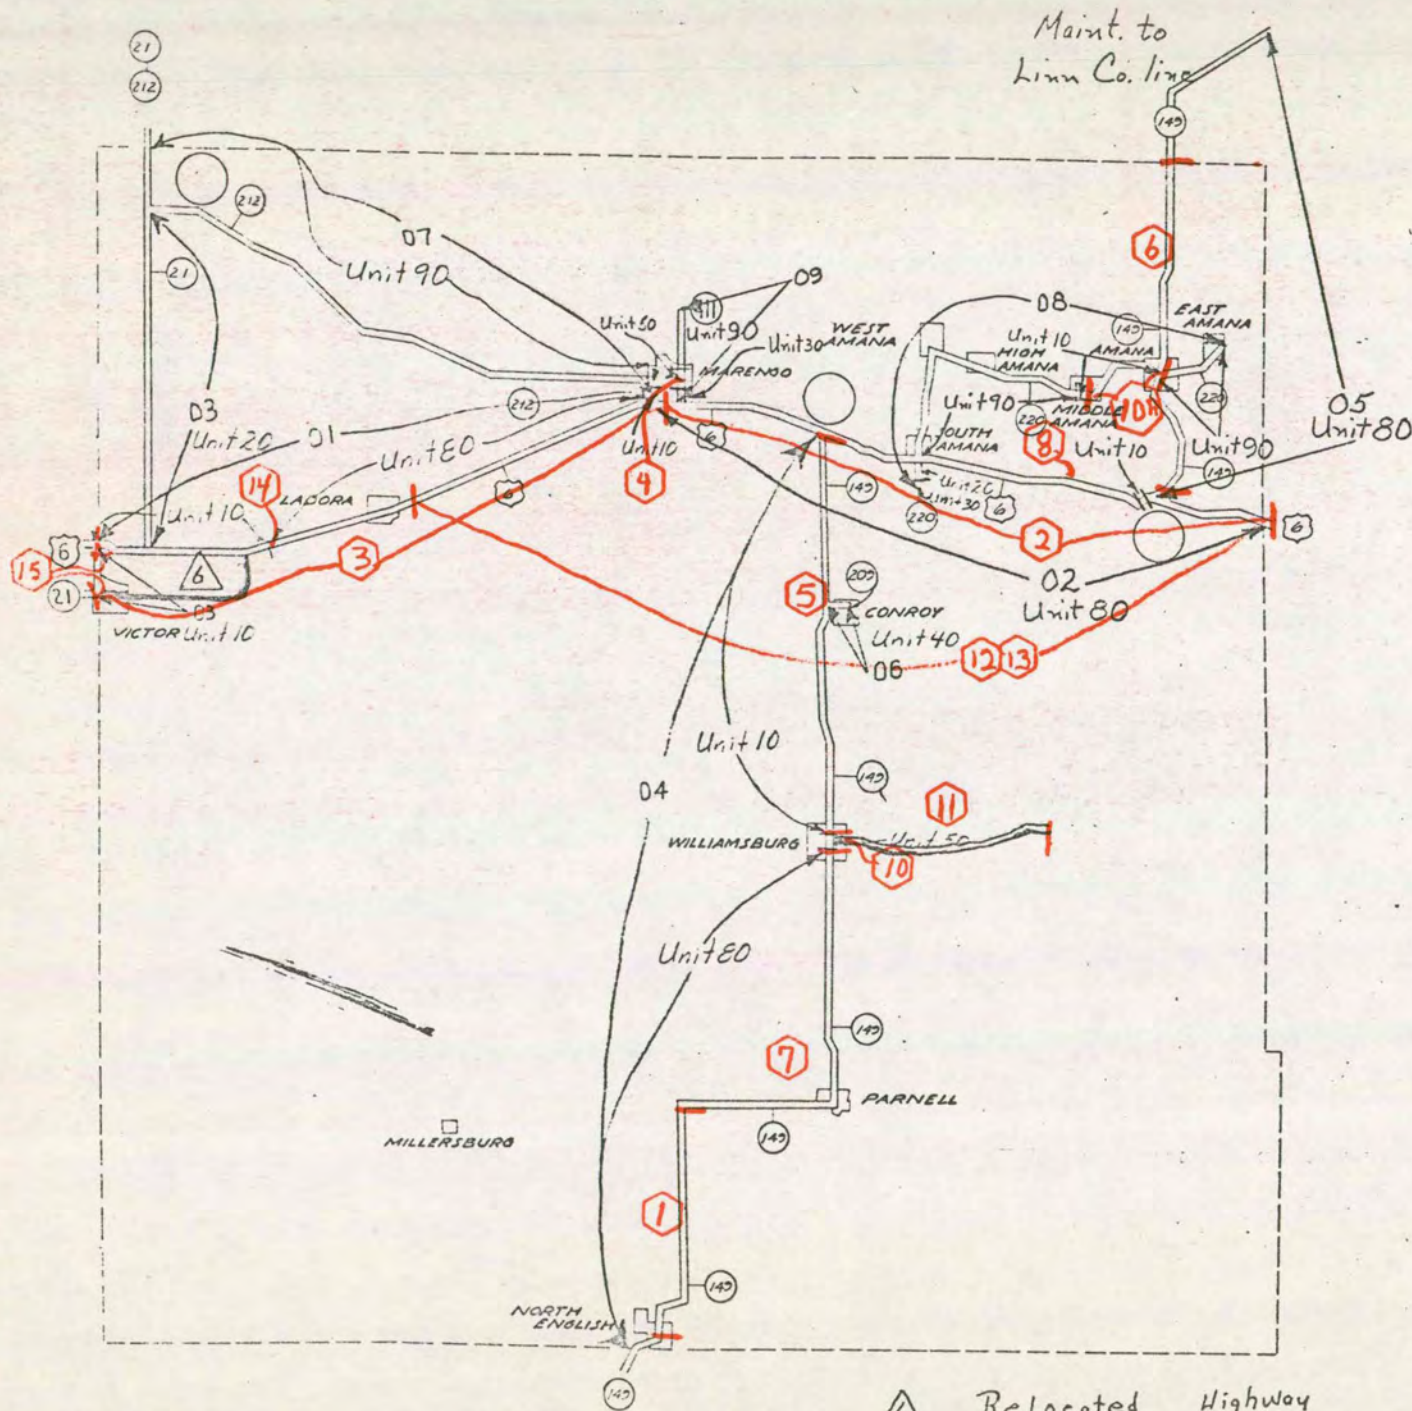 Maint. to
Linn Co. line
21
212
149
212
07
Unit 90
21
6
09
111
Unit 90
Unit 50
Unit 30
WEST
AMANA
MARENGO
08
149
EAST
AMANA
Unit 10
HIGH
AMANA
AMANA
10A
220
MIDDLE
AMANA
Unit 90
220
05
Unit 80
03
Unit 20
01
212
Unit 80
Unit 10
6
SOUTH
AMANA
8
Unit 10
Unit 90
149
14
LADORA
6
4
149
Unit 20
Unit 30
6
220
2
6
Unit 10
6
15
21
6
3
03
VICTOR Unit 10
5
209
CONROY
Unit 40
06
02
Unit 80
12 13
Unit 10
04
149
11
WILLIAMSBURG
Unit 50
10
Unit 80
149
7
PARNELL
149
MILLERSBURG
1
149
NORTH
ENGLISH
149
6 Relocated Highway